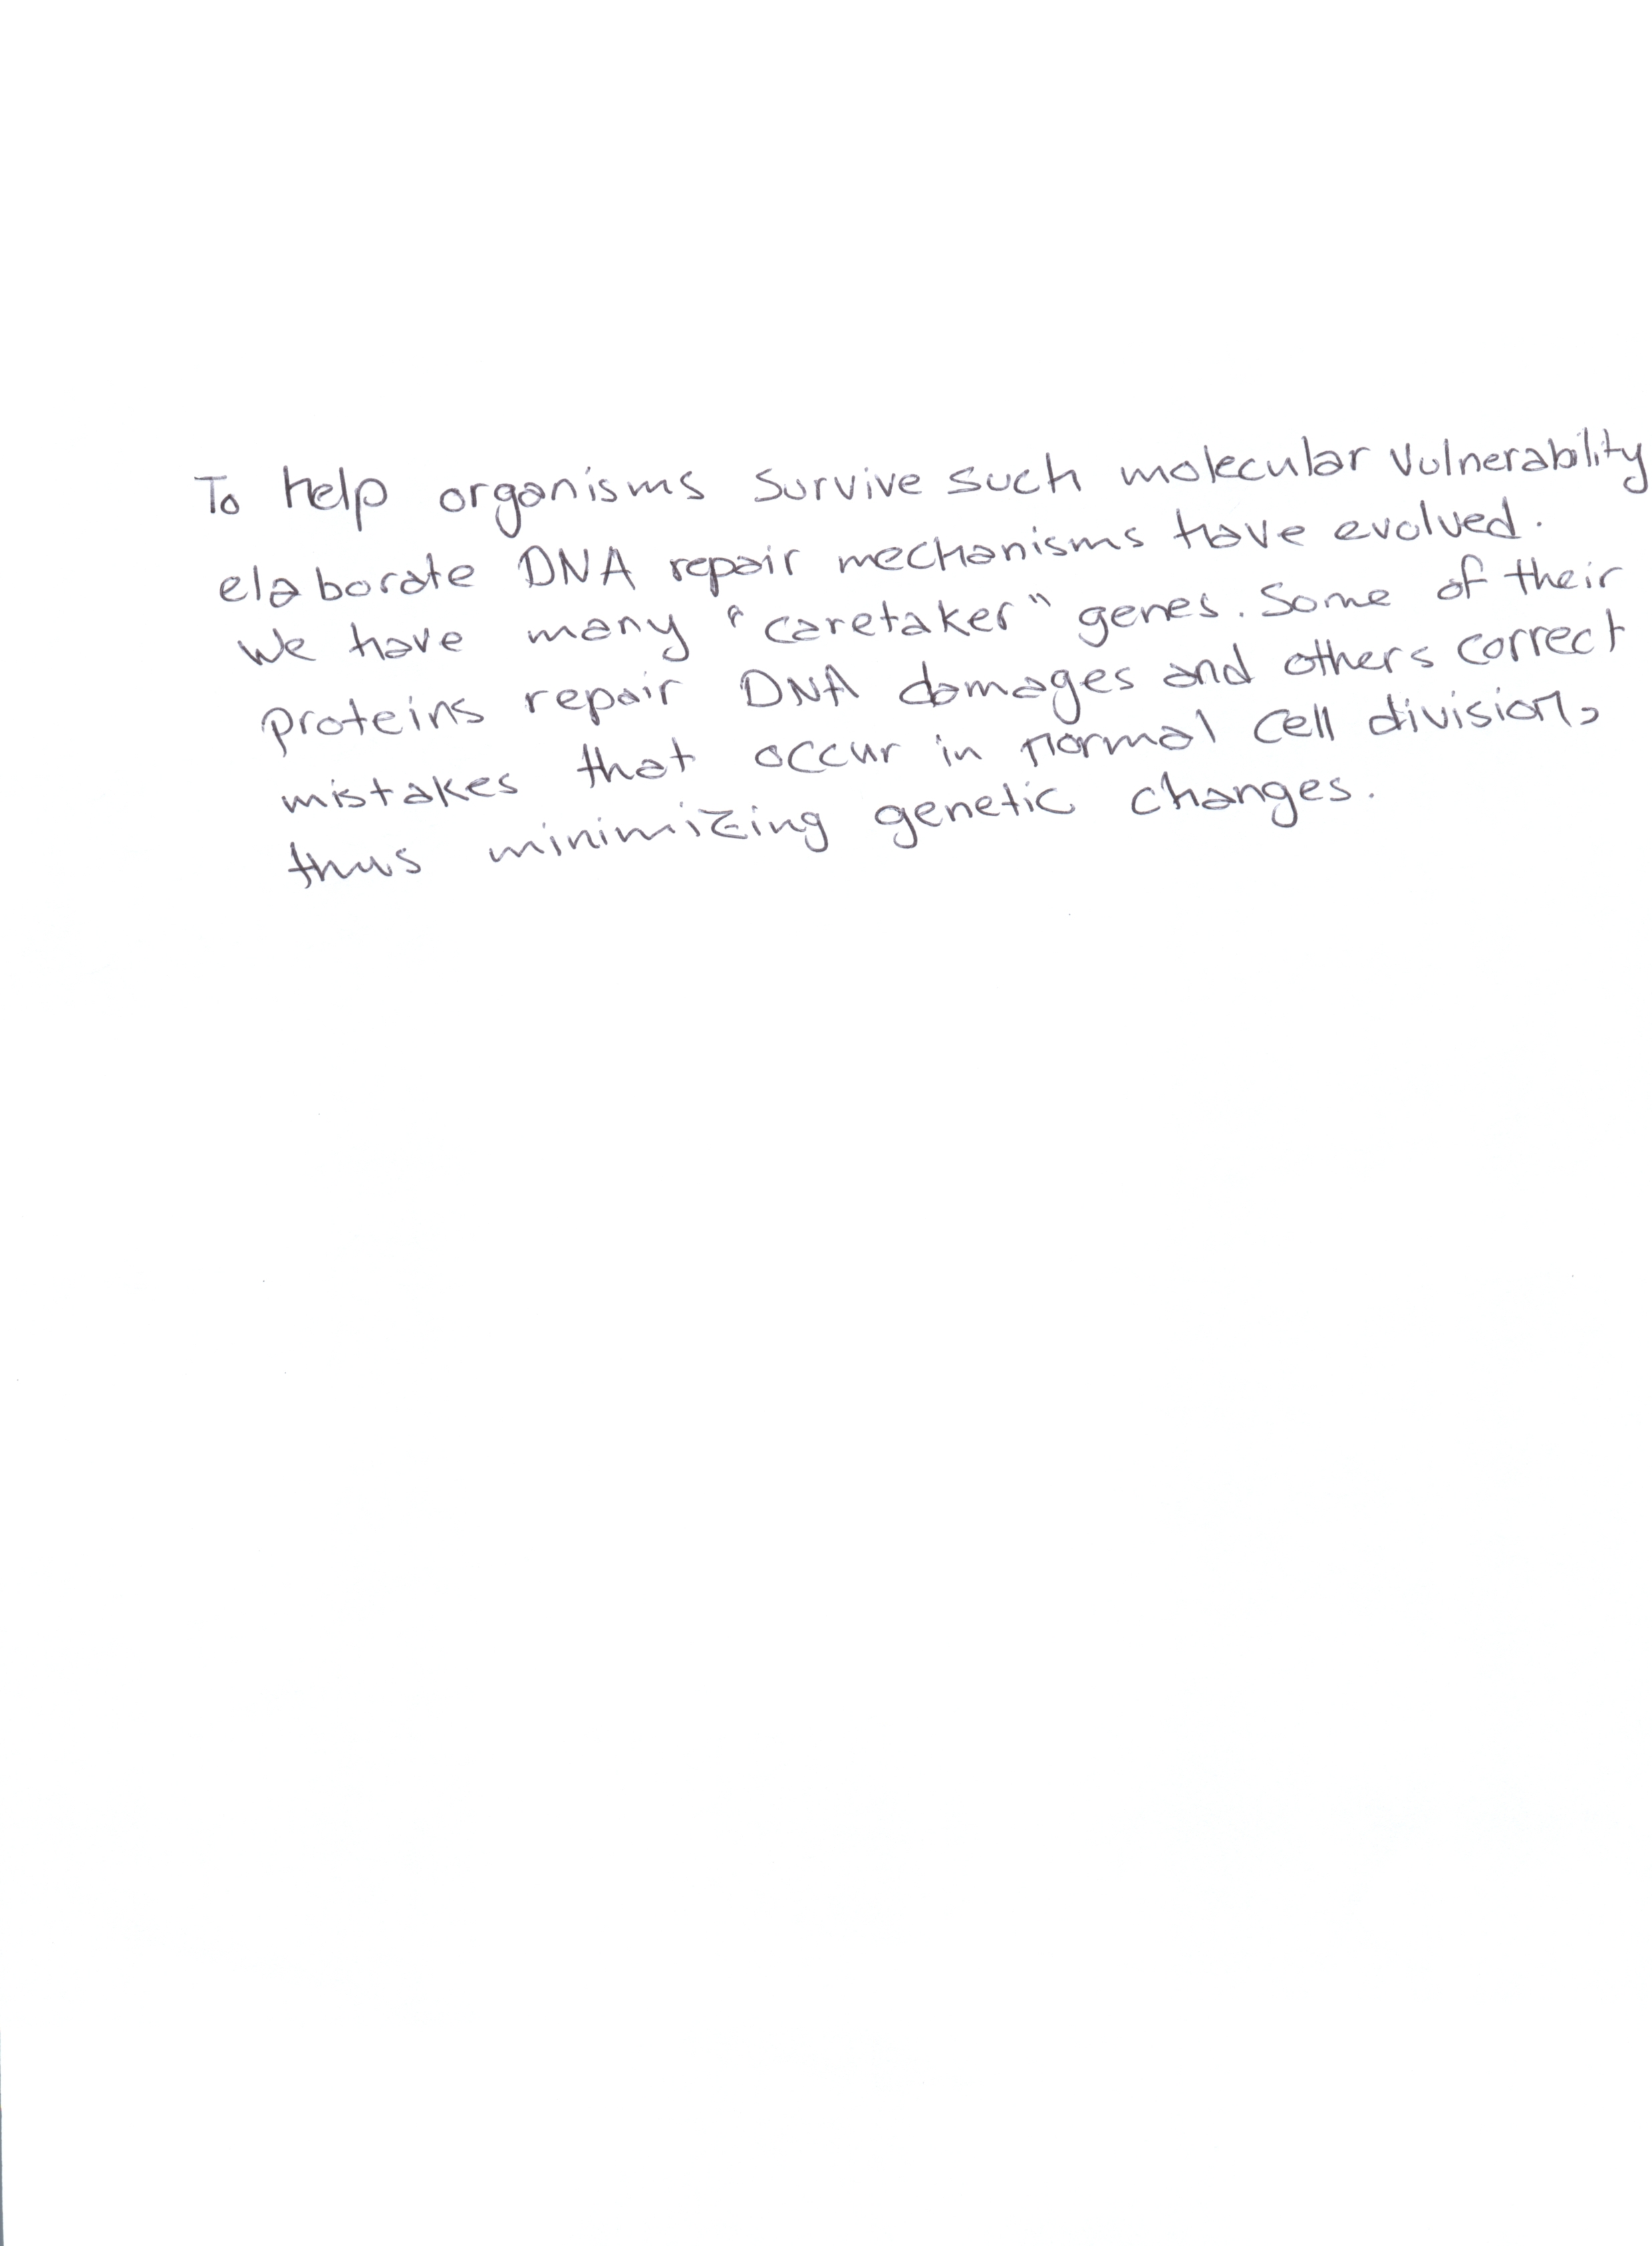 To help organisms survive such molecular vulnerability
elaborate DNA repair mechanisms have evolved.
We have many "caretaker" genes. Some of their
proteins repair DNA damages and others correct
mistakes that occur in normal cell division,
thus minimizing genetic changes.